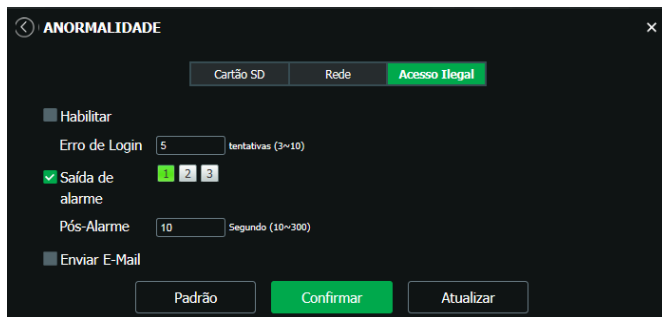 ANORMALIDADE ×
Cartão SD Rede Acesso Ilegal
Habilitar
Erro de Login 5 tentativas (3~10)
Saída de 1 2 3
alarme
Pós-Alarme 10 Segundo (10~300)
Enviar E-Mail
Padrão Confirmar Atualizar